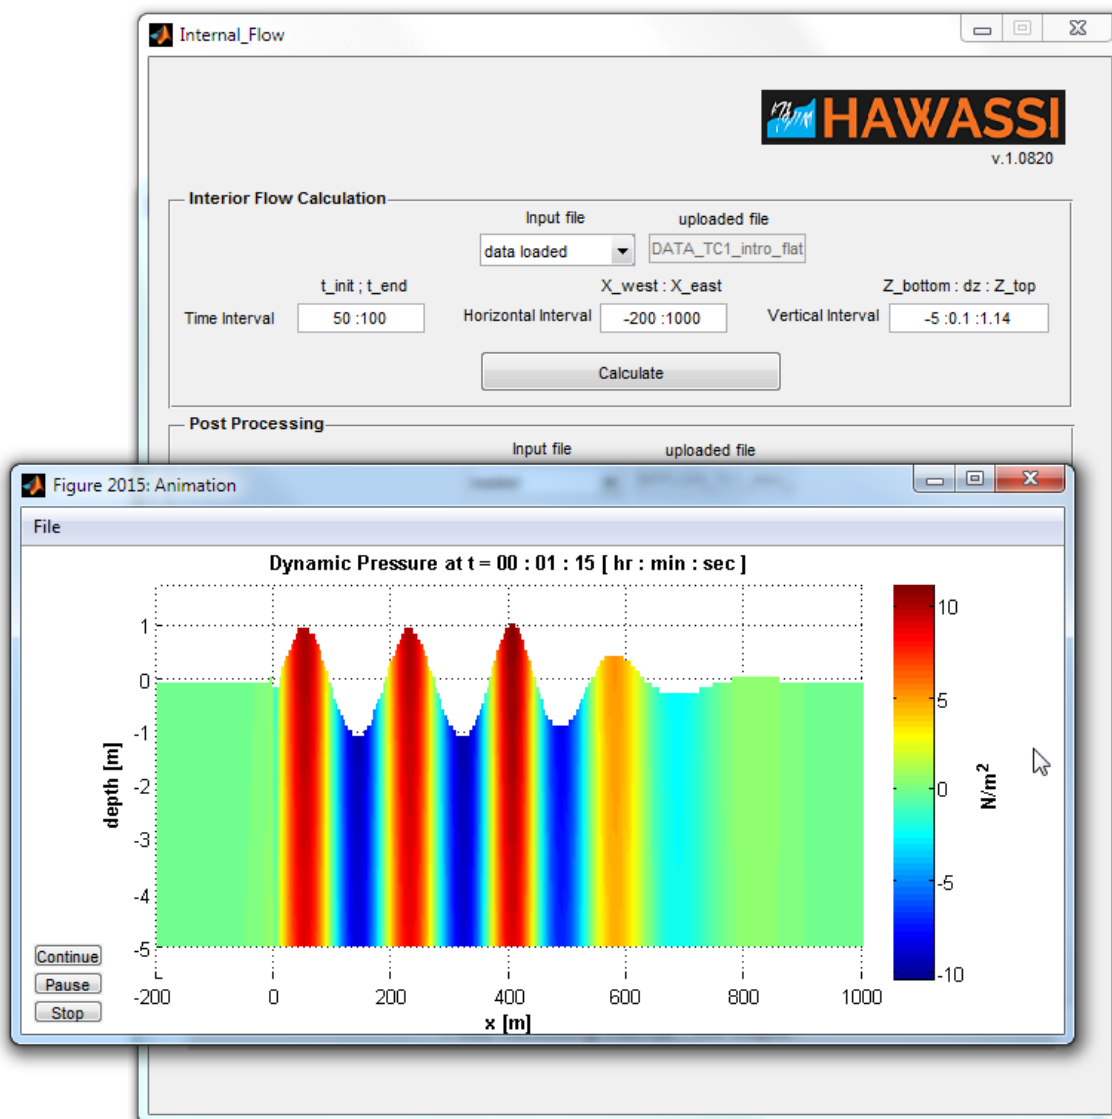 Internal_Flow
HAWASSI
v.1.0820
Interior Flow Calculation
Input file uploaded file
data loaded DATA_TC1_intro_flat
t_init ; t_end X_west : X_east Z_bottom : dz : Z_top
Time Interval 50 :100 Horizontal Interval -200 :1000 Vertical Interval -5 :0.1 :1.14
Calculate
Post Processing
Input file uploaded file
Figure 2015: Animation
File
Dynamic Pressure at t = 00 : 01 : 15 [ hr : min : sec ]
1
0
-1
-2
-3
-4
-5
depth [m]
-200 0 200 400 600 800 1000
x [m]
10
5
0
-5
-10
N/m²
Continue
Pause
Stop